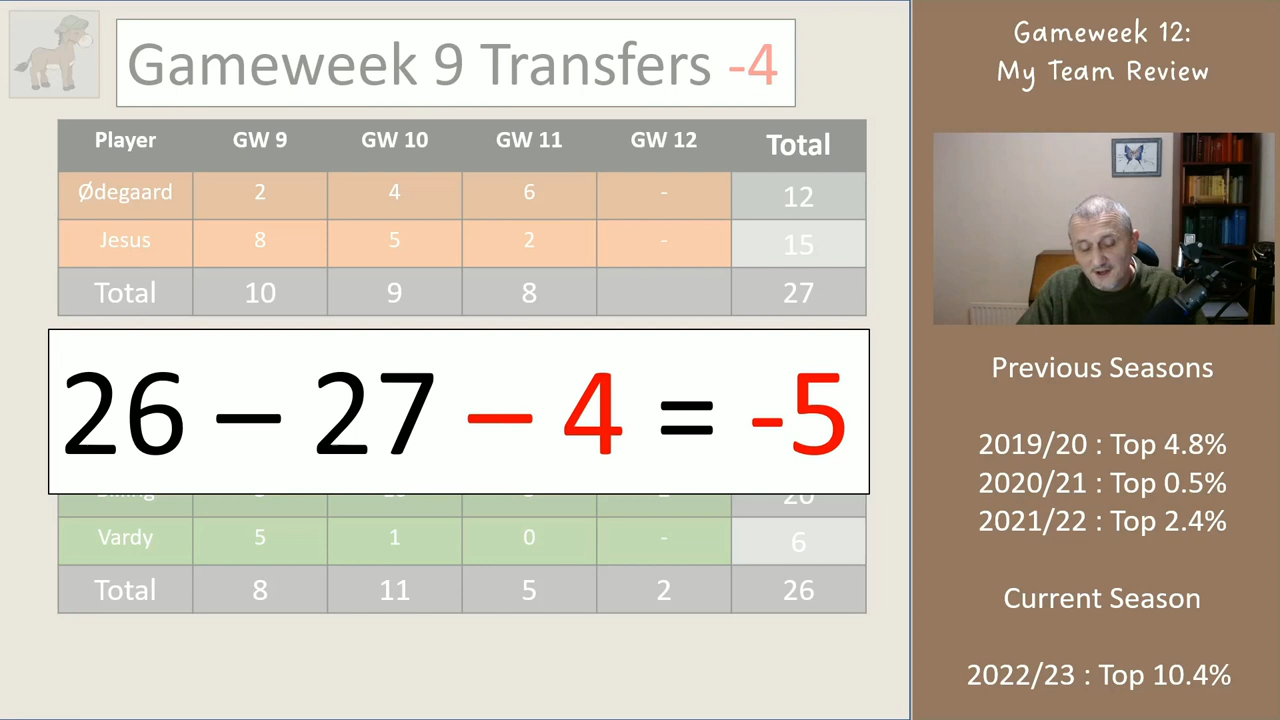 Gameweek 9 Transfers -4
Player GW 9 GW 10 GW 11 GW 12 Total
Ødegaard 2 4 6 - 12
Jesus 8 5 2 - 15
Total 10 9 8 27
26 – 27 – 4 = -5
Vardy 5 1 0 - 6
Total 8 11 5 2 26
Gameweek 12:
My Team Review
Previous Seasons
2019/20 : Top 4.8%
2020/21 : Top 0.5%
2021/22 : Top 2.4%
Current Season
2022/23 : Top 10.4%